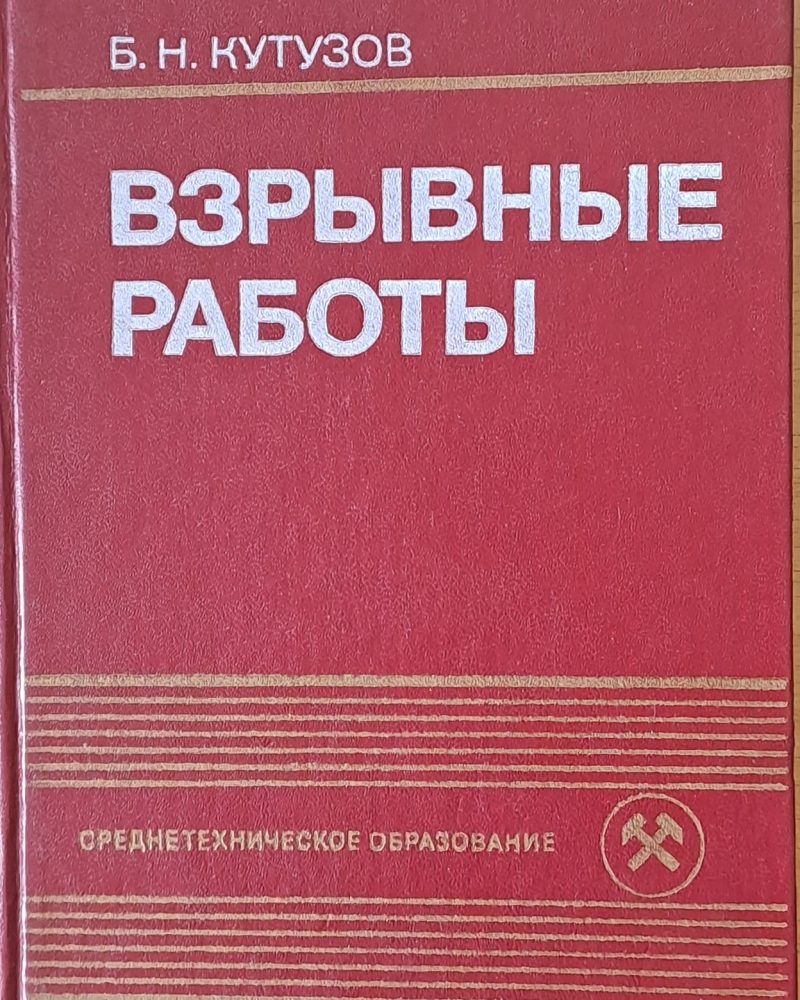 Б. Н. КУТУЗОВ
ВЗРЫВНЫЕ
РАБОТЫ
СРЕДНЕТЕХНИЧЕСКОЕ ОБРАЗОВАНИЕ